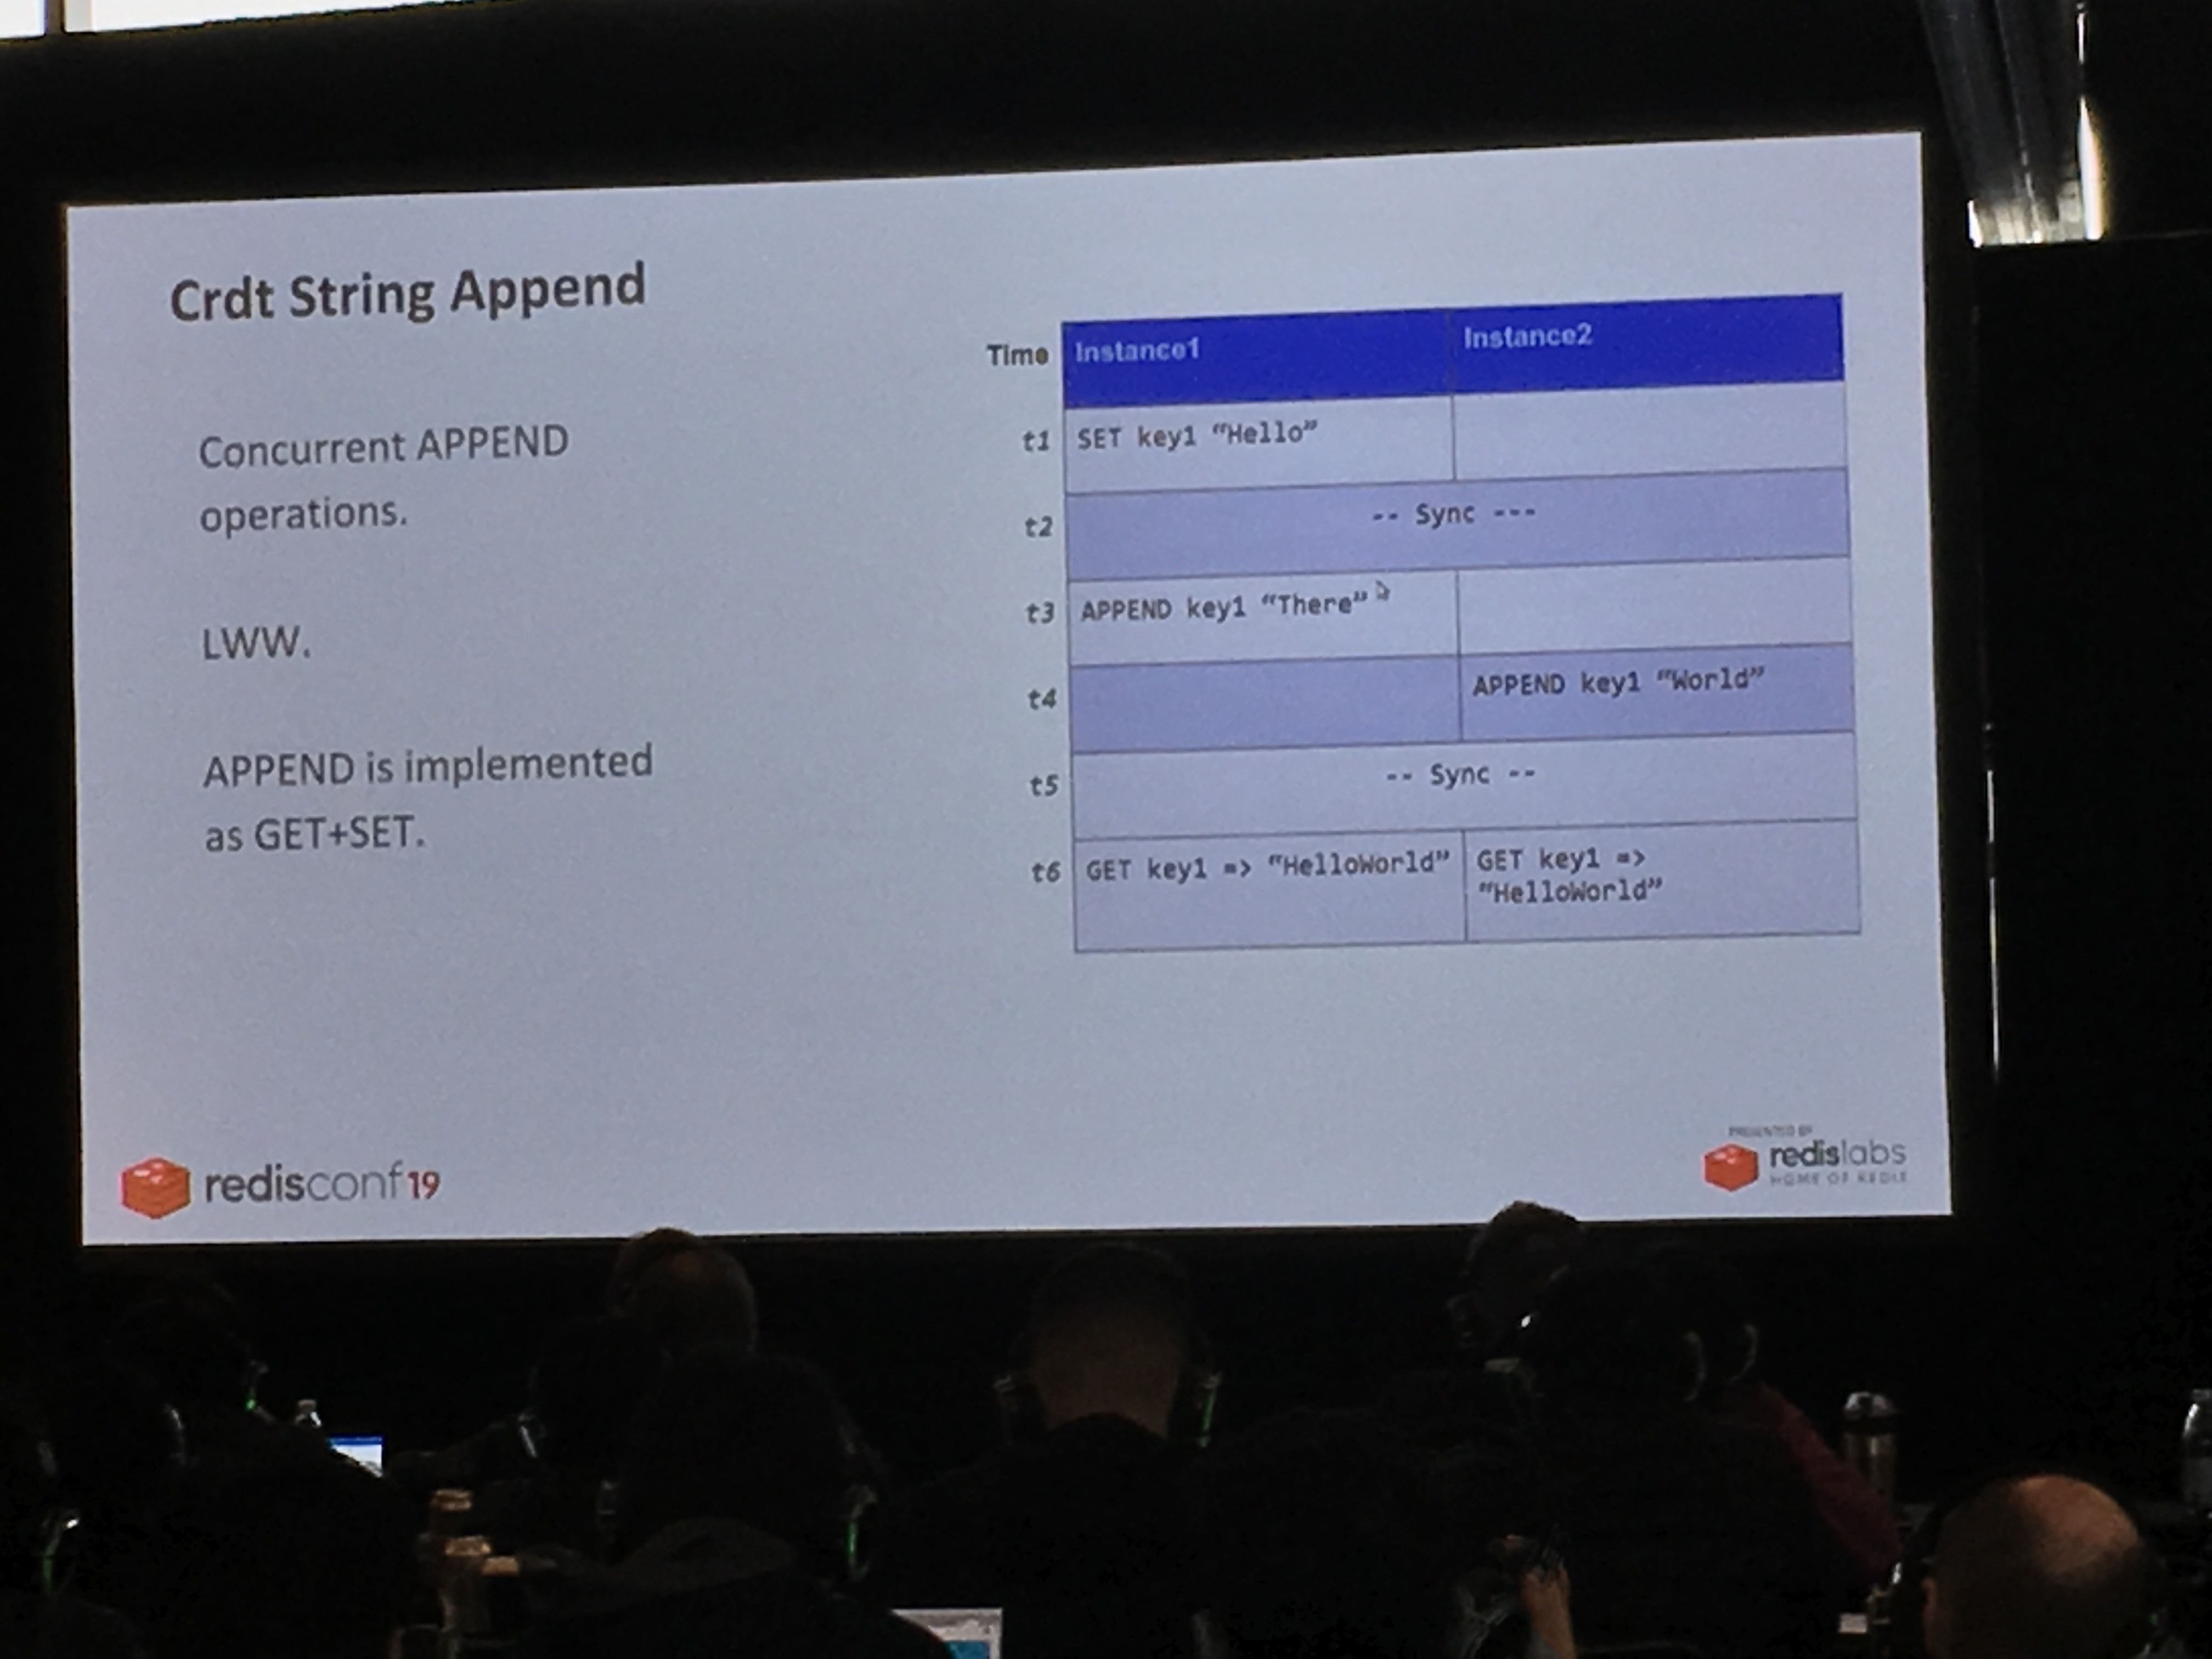 Crdt String Append
Concurrent APPEND
operations.
LWW.
APPEND is implemented
as GET+SET.
Time Instance1 Instance2
t1 SET key1 “Hello”
t2 -- Sync ---
t3 APPEND key1 “There”
t4 APPEND key1 “World”
t5 -- Sync --
t6 GET key1 => “HelloWorld” GET key1 =>
“HelloWorld”
redisconf19
PRESENTED BY
redislabs
HOME OF REDIS